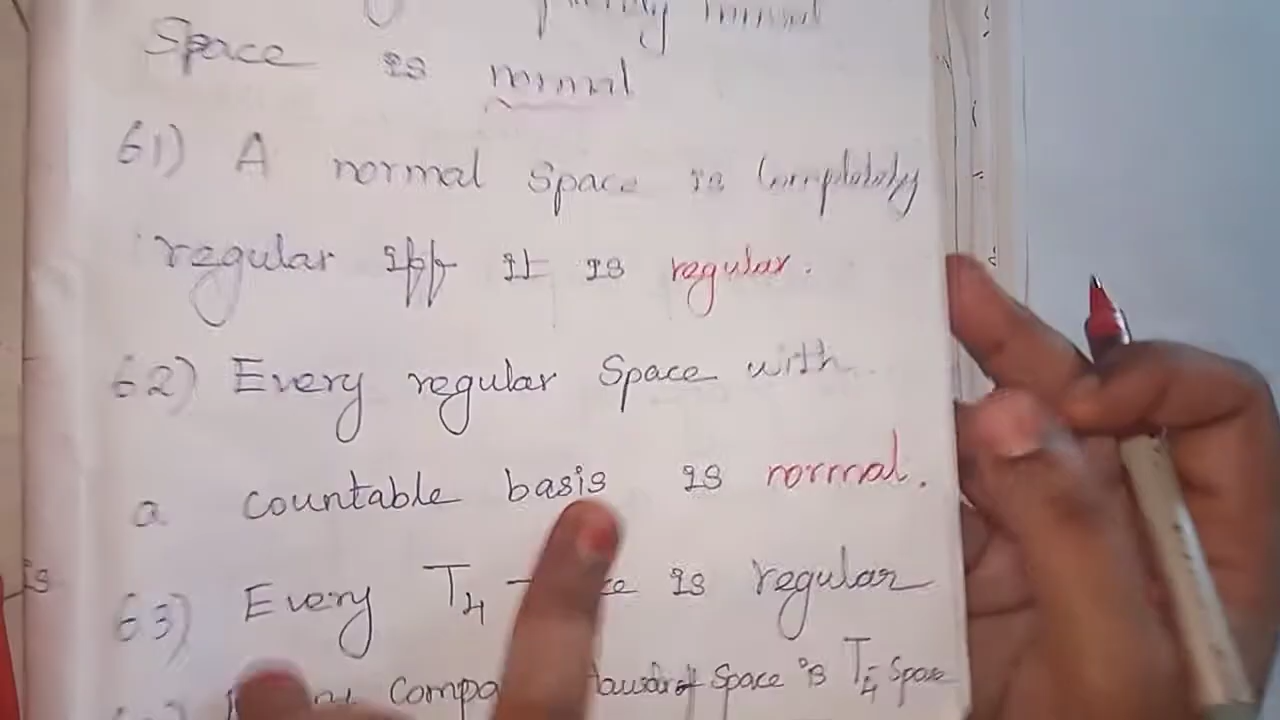 Space is normal
61) A normal space is Completely
regular iff it is regular.
62) Every regular Space with
a countable basis is normal.
is
63) Every T4 - is regular
Space is T4 Space